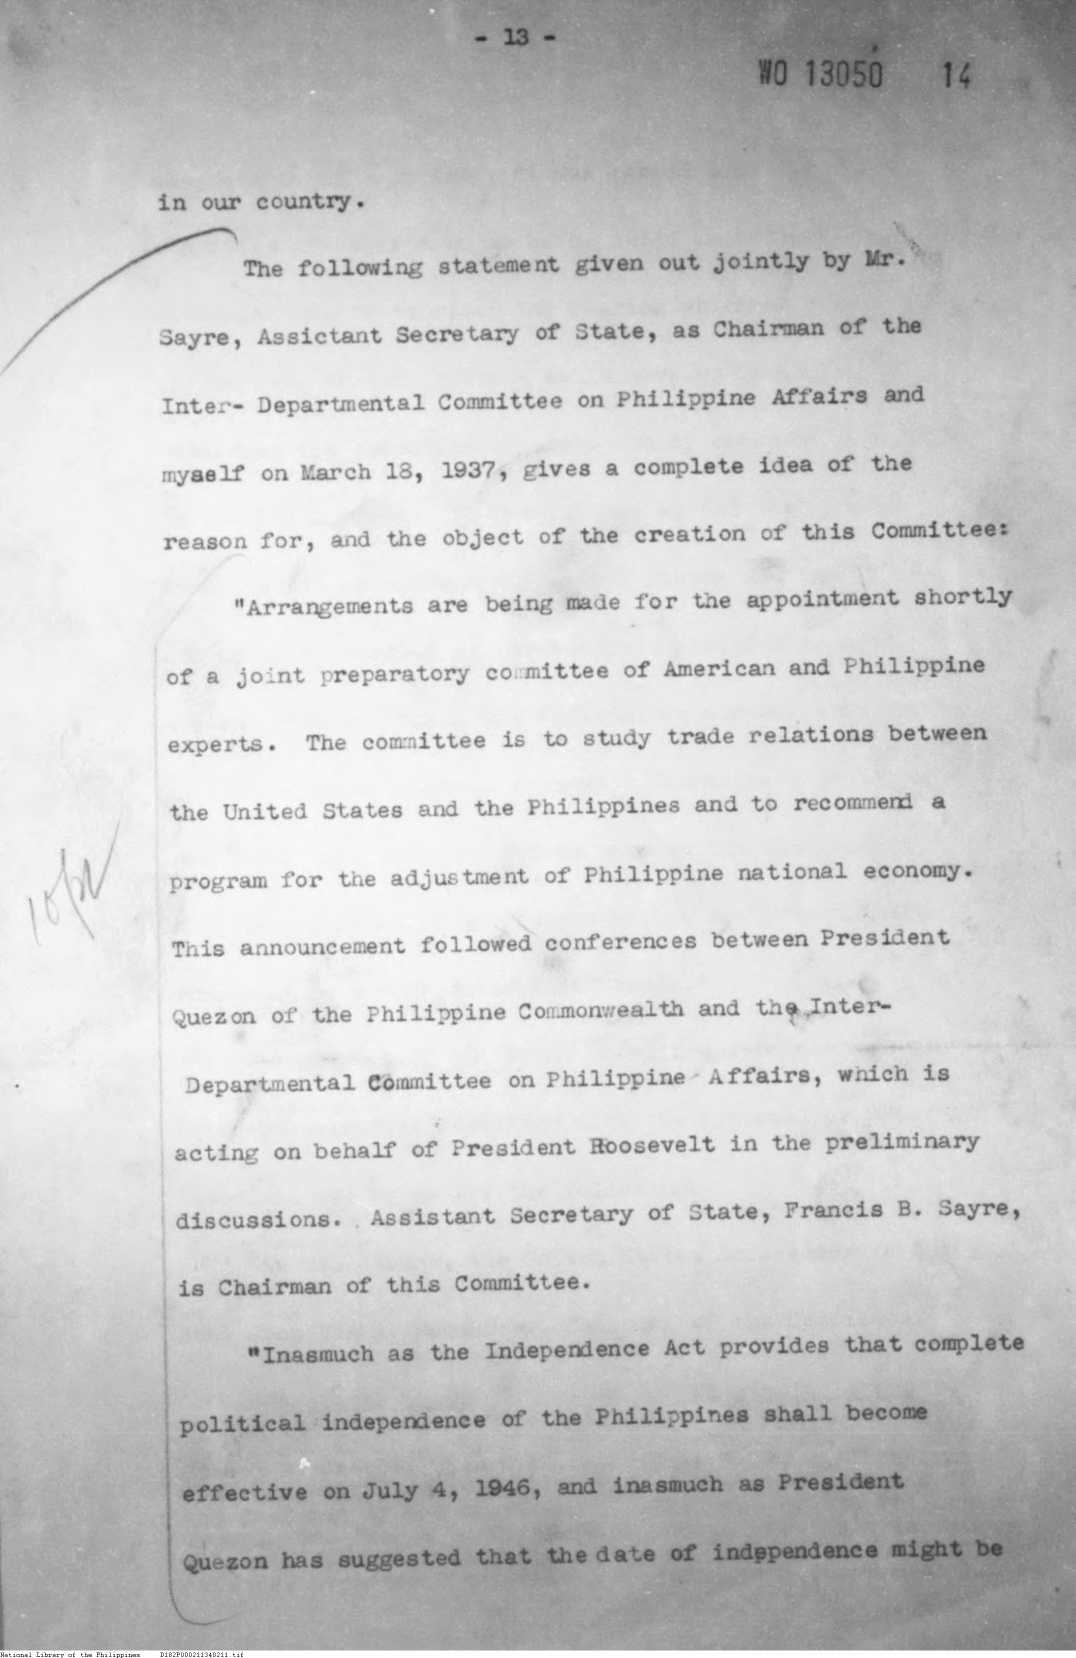 - 13 -
WO 13050 14
in our country.
The following statement given out jointly by Mr.
Sayre, Assictant Secretary of State, as Chairman of the
Inter- Departmental Committee on Philippine Affairs and
myself on March 18, 1937, gives a complete idea of the
reason for, and the object of the creation of this Committee:
"Arrangements are being made for the appointment shortly
of a joint preparatory committee of American and Philippine
experts. The committee is to study trade relations between
the United States and the Philippines and to recommend a
program for the adjustment of Philippine national economy.
This announcement followed conferences between President
Quezon of the Philippine Commonwealth and the Inter-
Departmental Committee on Philippine Affairs, which is
acting on behalf of President Roosevelt in the preliminary
discussions. Assistant Secretary of State, Francis B. Sayre,
is Chairman of this Committee.
"Inasmuch as the Independence Act provides that complete
political independence of the Philippines shall become
effective on July 4, 1946, and inasmuch as President
Quezon has suggested that the date of independence might be
National Library of the Philippines D182P000211340211.tif